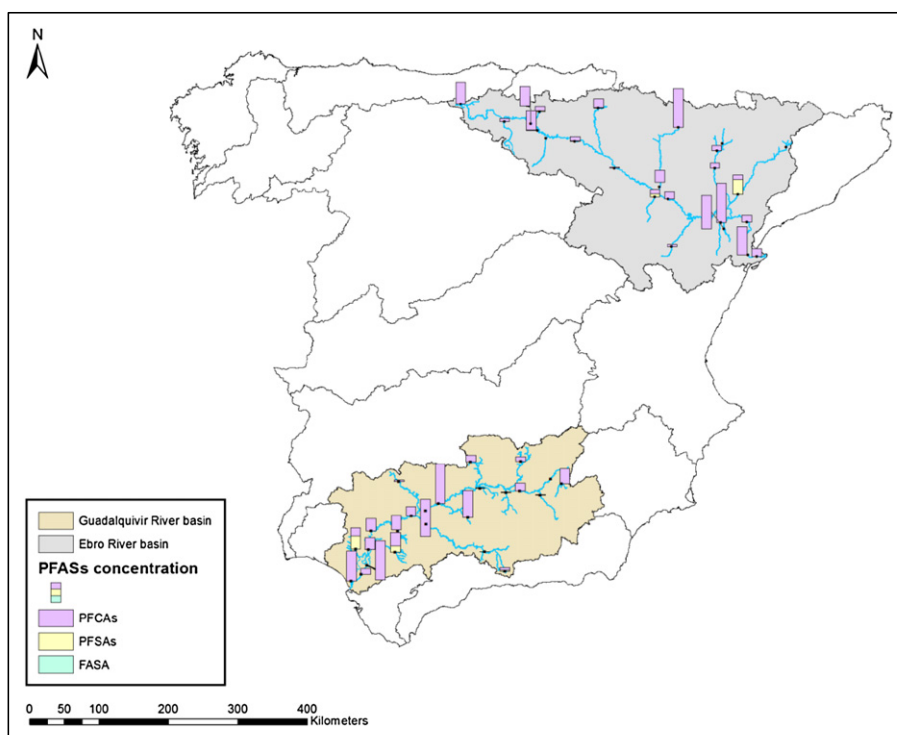 N
Guadalquivir River basin
Ebro River basin
PFASs concentration
PFCAs
PFSAs
FASA
0 50 100 200 300 400
Kilometers